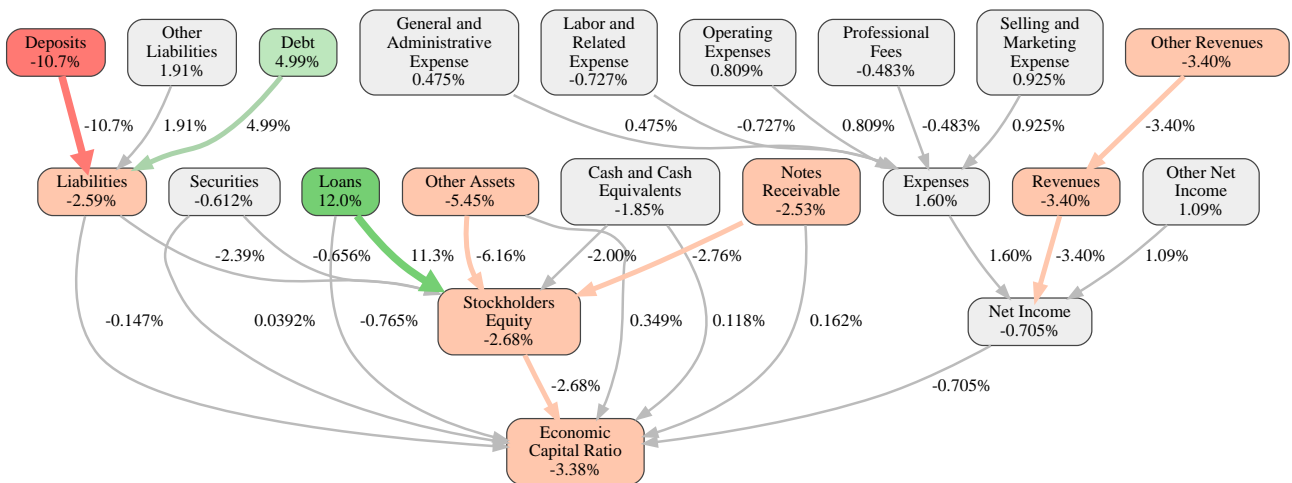 Deposits
-10.7%
Other
Liabilities
1.91%
Debt
4.99%
General and
Administrative
Expense
0.475%
Labor and
Related
Expense
-0.727%
Operating
Expenses
0.809%
Professional
Fees
-0.483%
Selling and
Marketing
Expense
0.925%
Other Revenues
-3.40%
-10.7%
1.91%
4.99%
0.475%
-0.727%
0.809%
-0.483%
0.925%
-3.40%
Liabilities
-2.59%
Securities
-0.612%
Loans
12.0%
Other Assets
-5.45%
Cash and Cash
Equivalents
-1.85%
Notes
Receivable
-2.53%
Expenses
1.60%
Revenues
-3.40%
Other Net
Income
1.09%
-2.39%
-0.656%
11.3%
-6.16%
-2.00%
-2.76%
1.60%
-3.40%
1.09%
-0.147%
0.0392%
-0.765%
Stockholders
Equity
-2.68%
0.349%
0.118%
0.162%
Net Income
-0.705%
-2.68%
-0.705%
Economic
Capital Ratio
-3.38%